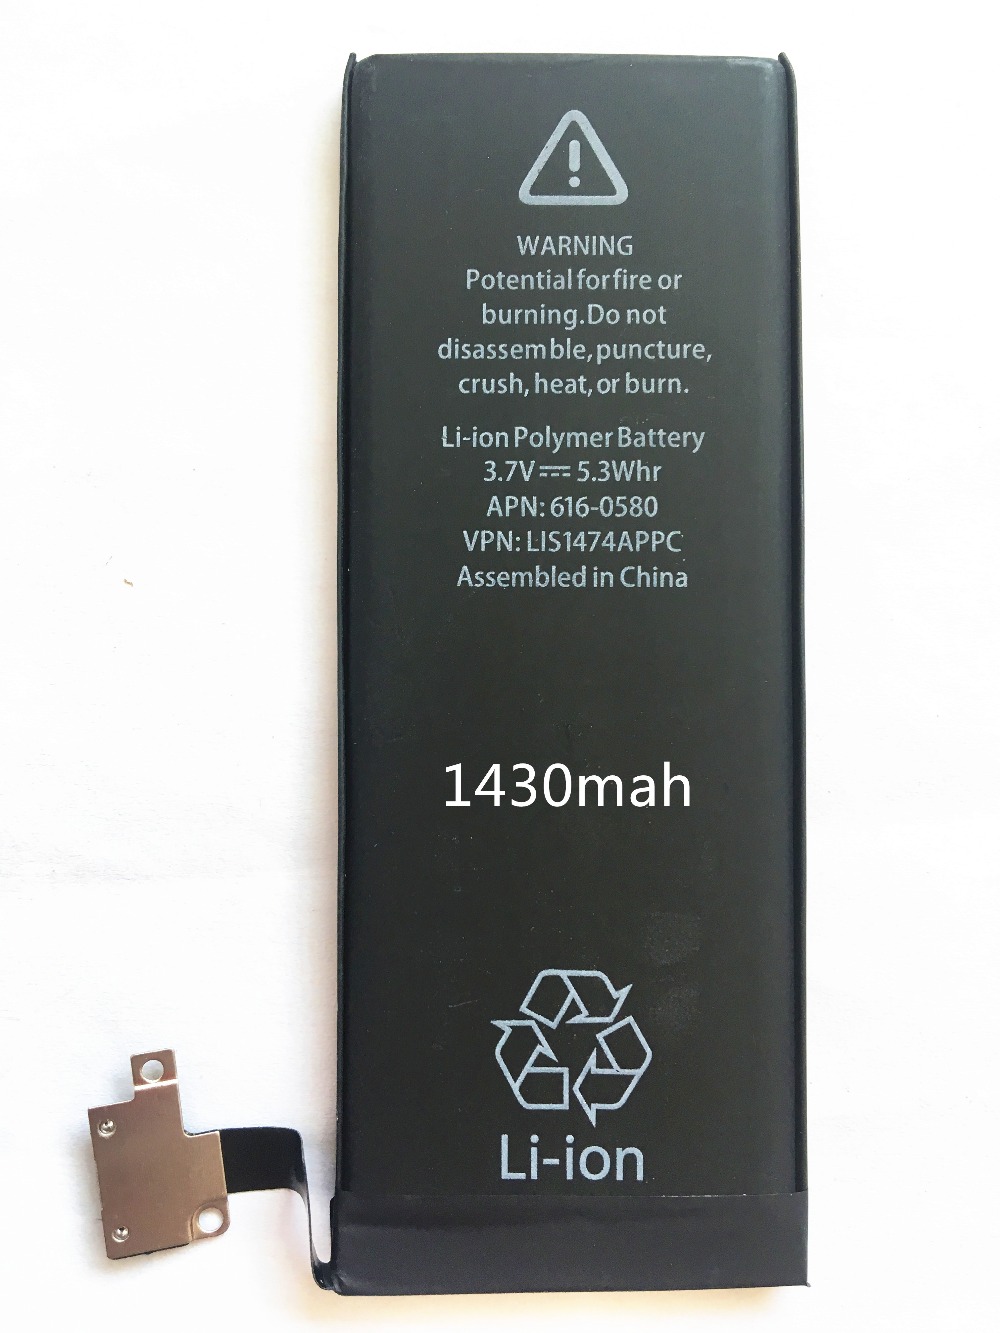 WARNING
Potential for fire or
burning.Do not
disassemble, puncture,
crush, heat, or burn.
Li-ion Polymer Battery
3.7V⎓5.3Whr
APN: 616-0580
VPN: LIS1474APPC
Assembled in China
1430mah
Li-ion